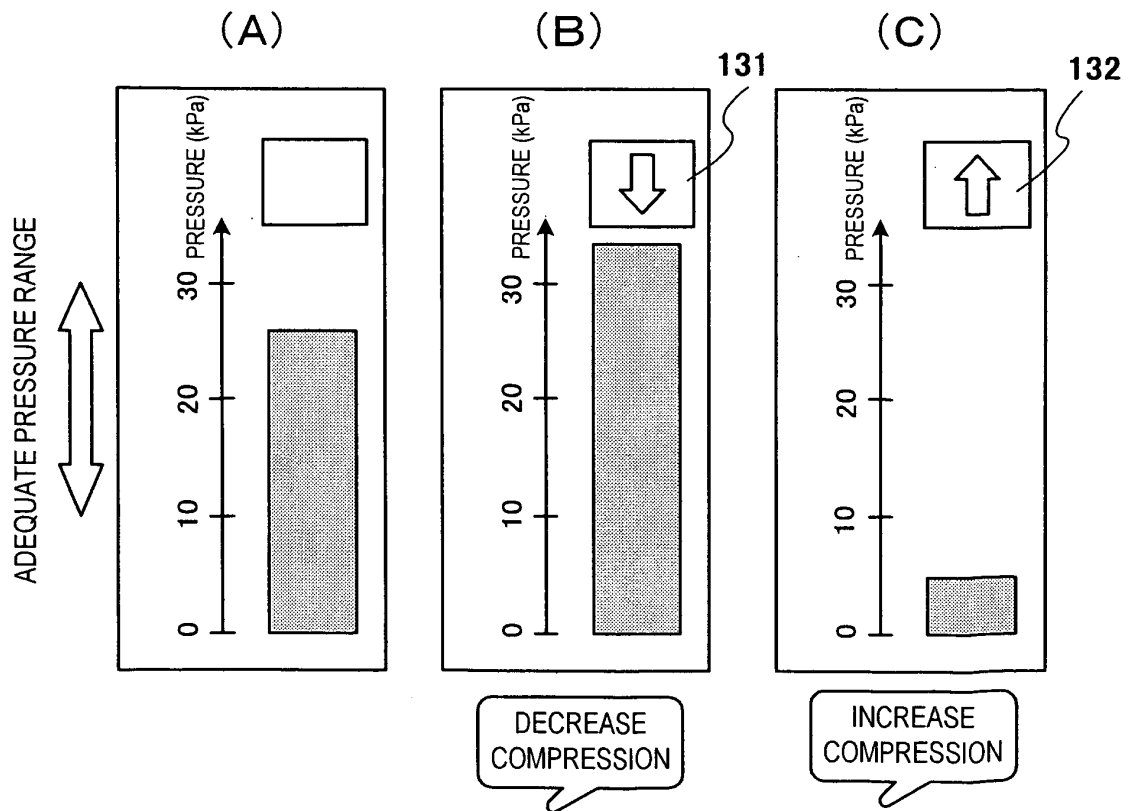 (A)
(B)
(C)
131
132
ADEQUATE PRESSURE RANGE
PRESSURE (kPa)
30
20
10
0
PRESSURE (kPa)
30
20
10
0
PRESSURE (kPa)
30
20
10
0
DECREASE
COMPRESSION
INCREASE
COMPRESSION